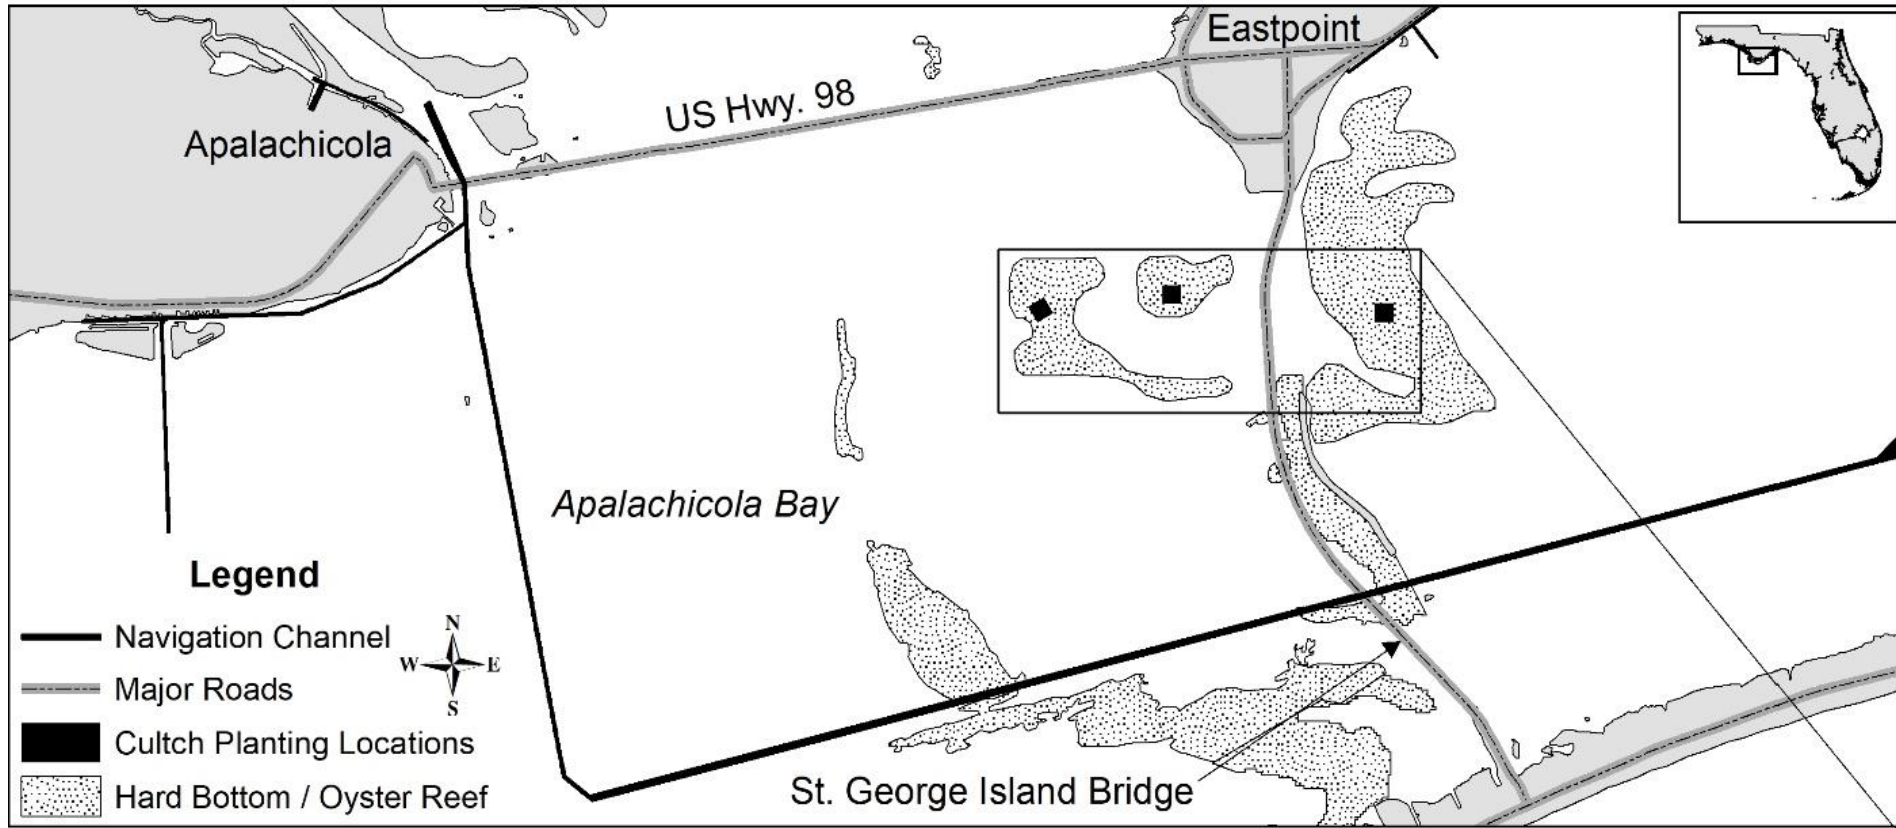 Eastpoint
US Hwy. 98
Apalachicola
Apalachicola Bay
Legend
Navigation Channel
Major Roads
Cultch Planting Locations
Hard Bottom / Oyster Reef
N
W
E
S
St. George Island Bridge